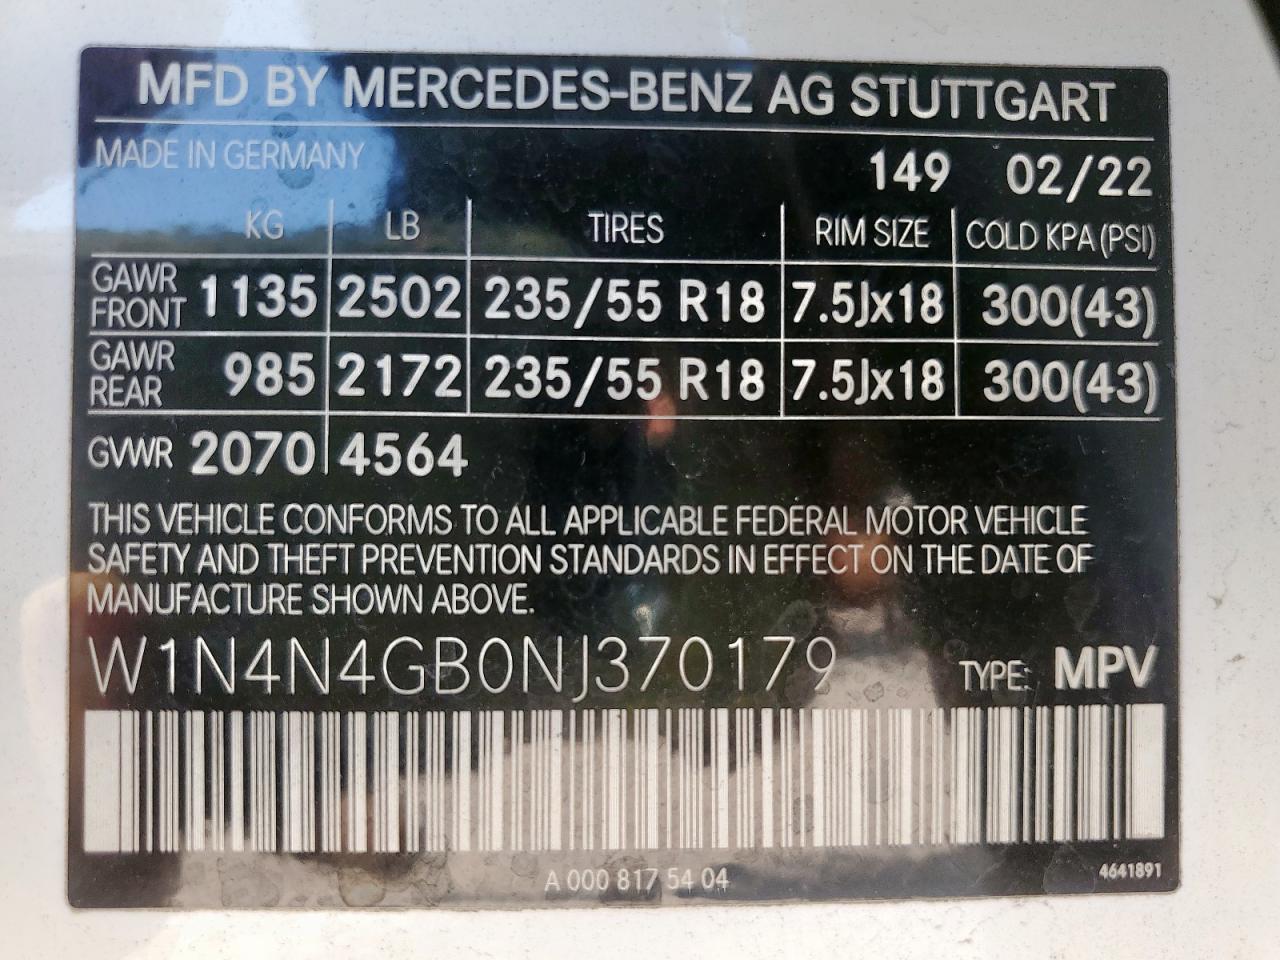 MFD BY MERCEDES-BENZ AG STUTTGART
MADE IN GERMANY 149 02/22
KG LB TIRES RIM SIZE COLD KPA (PSI)
GAWR FRONT 1135 2502 235/55 R18 7.5Jx18 300(43)
GAWR REAR 985 2172 235/55 R18 7.5Jx18 300(43)
GVWR 2070 4564
THIS VEHICLE CONFORMS TO ALL APPLICABLE FEDERAL MOTOR VEHICLE
SAFETY AND THEFT PREVENTION STANDARDS IN EFFECT ON THE DATE OF
MANUFACTURE SHOWN ABOVE.
W1N4N4GB0NJ370179 TYPE: MPV
A 000 817 54 04 4641891